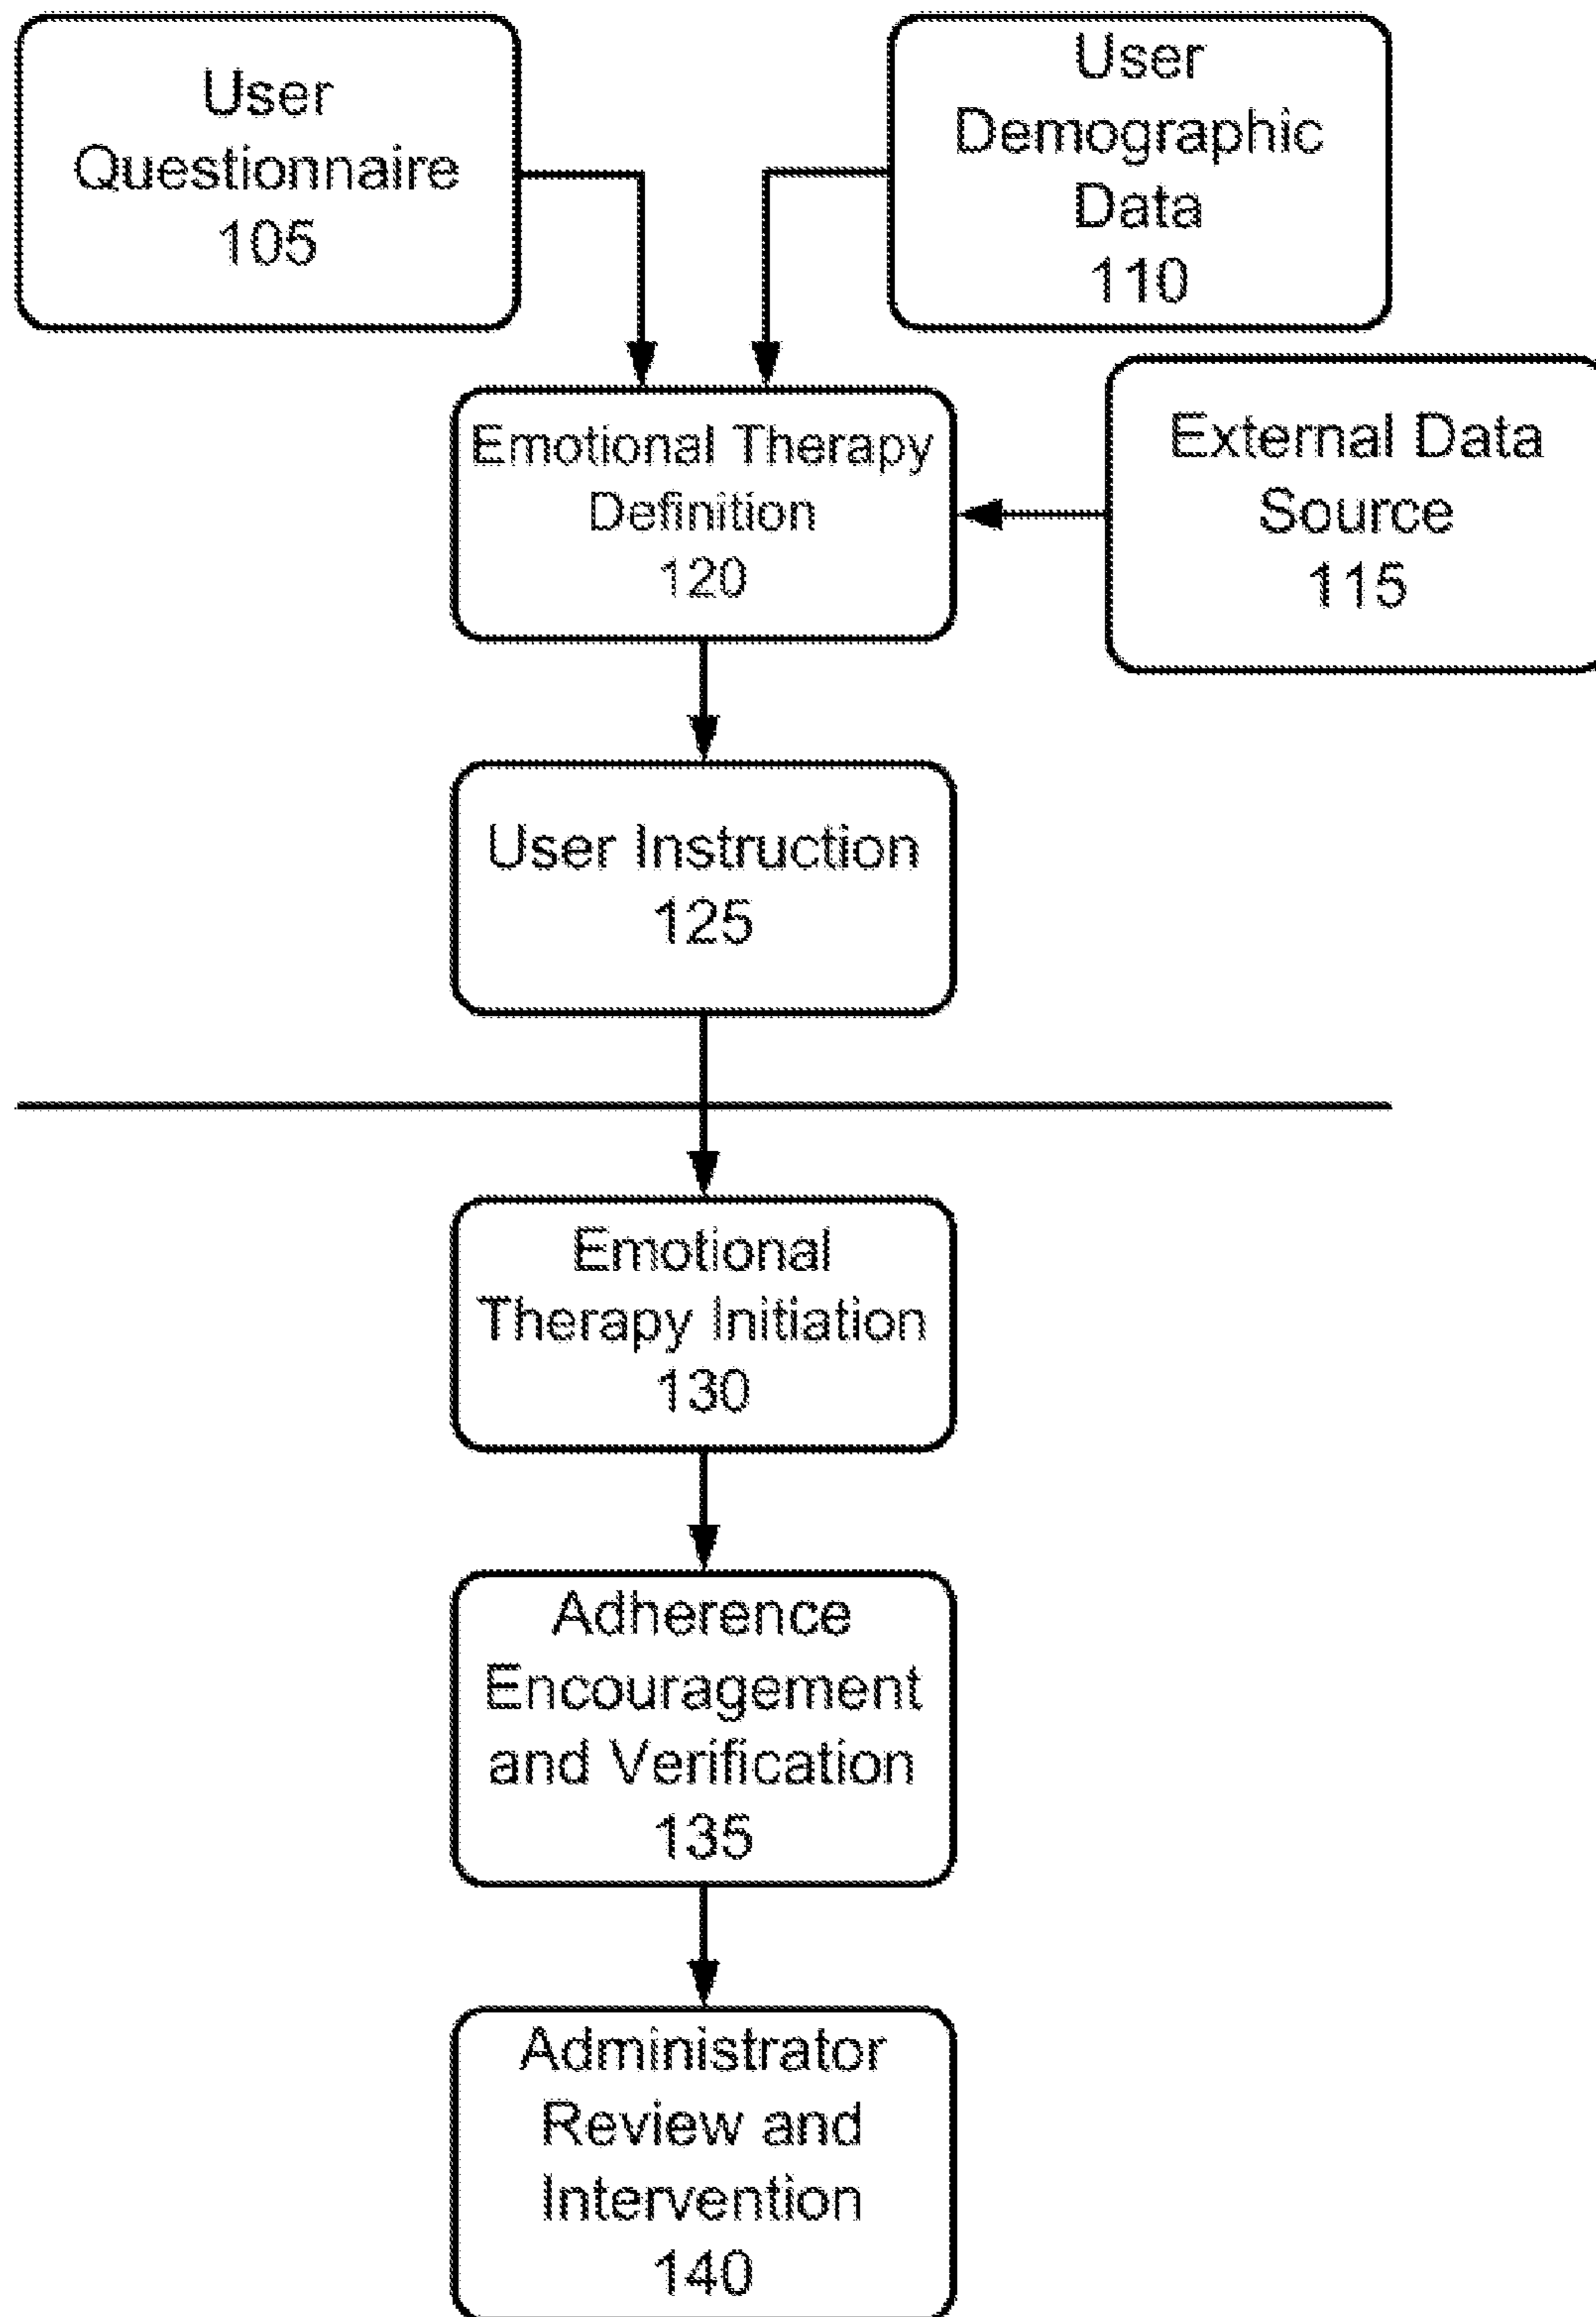 User
Questionnaire
105
User
Demographic
Data
110
Emotional Therapy
Definition
120
External Data
Source
115
User Instruction
125
Emotional
Therapy Initiation
130
Adherence
Encouragement
and Verification
135
Administrator
Review and
Intervention
140